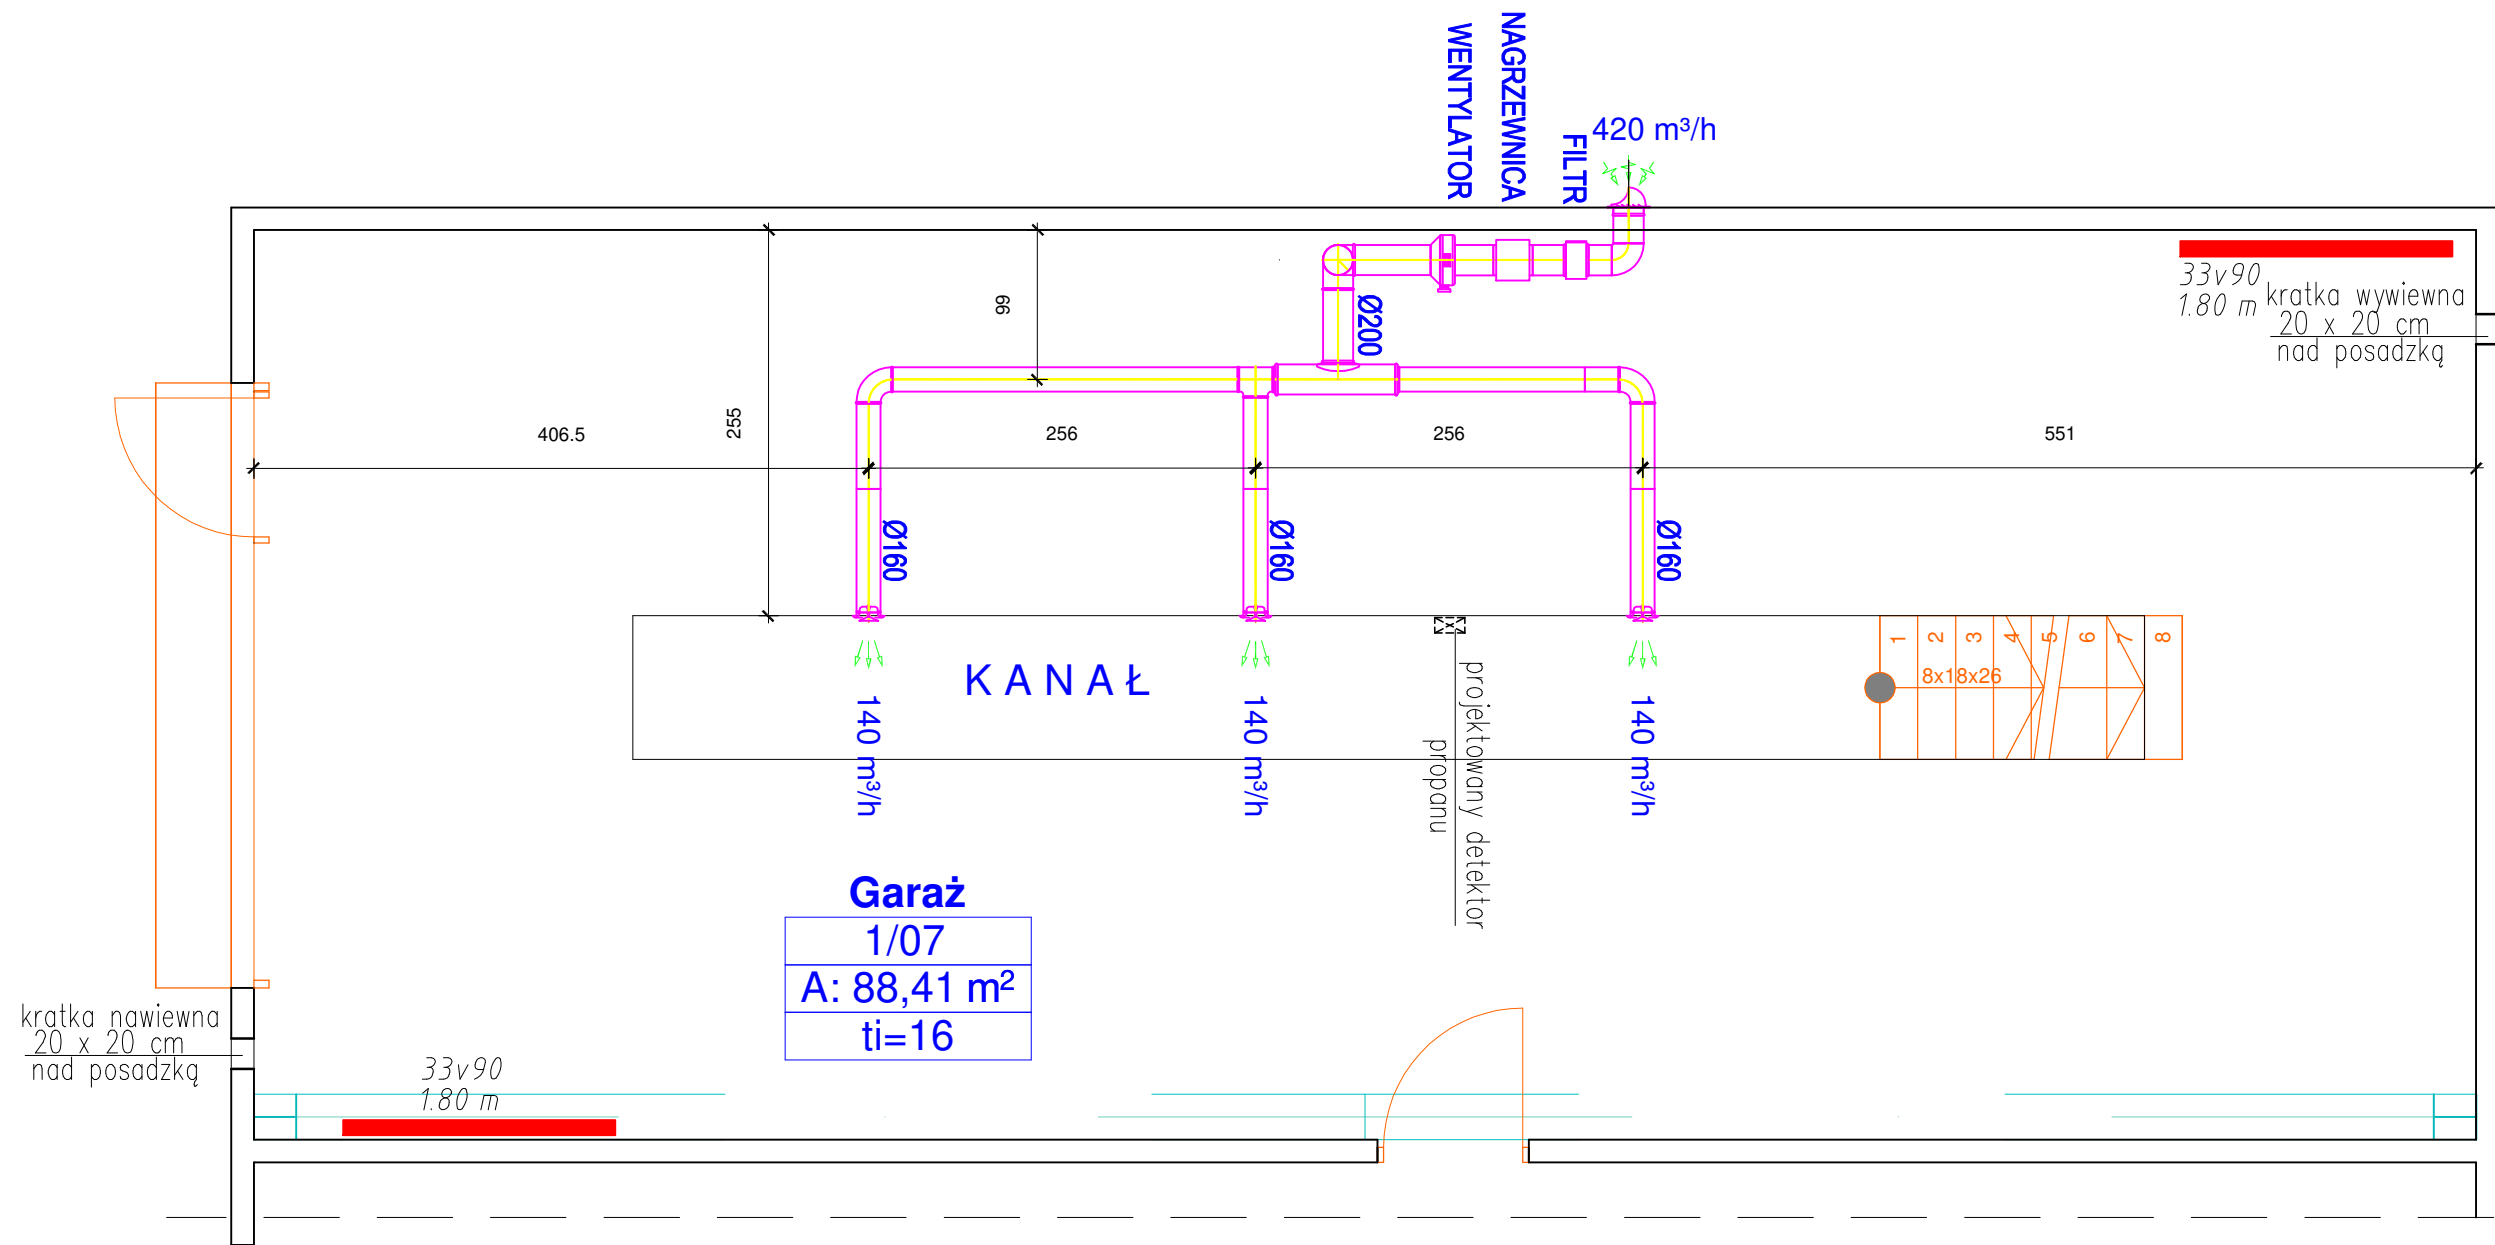 WENTYLATOR
NAGRZEWNICA
FILTR
420 m³/h
33v90
1.80 m
kratka wywiewna
20 x 20 cm
nad posadzką
99
Ø200
255
406.5
256
256
551
Ø160
Ø160
Ø160
KANAŁ
140 m³/h
140 m³/h
140 m³/h
projektowany detektor
propanu
1
2
3
4
5
6
7
8
8x18x26
Garaż
1/07
A: 88,41 m²
ti=16
kratka nawiewna
20 x 20 cm
nad posadzką
33v90
1.80 m